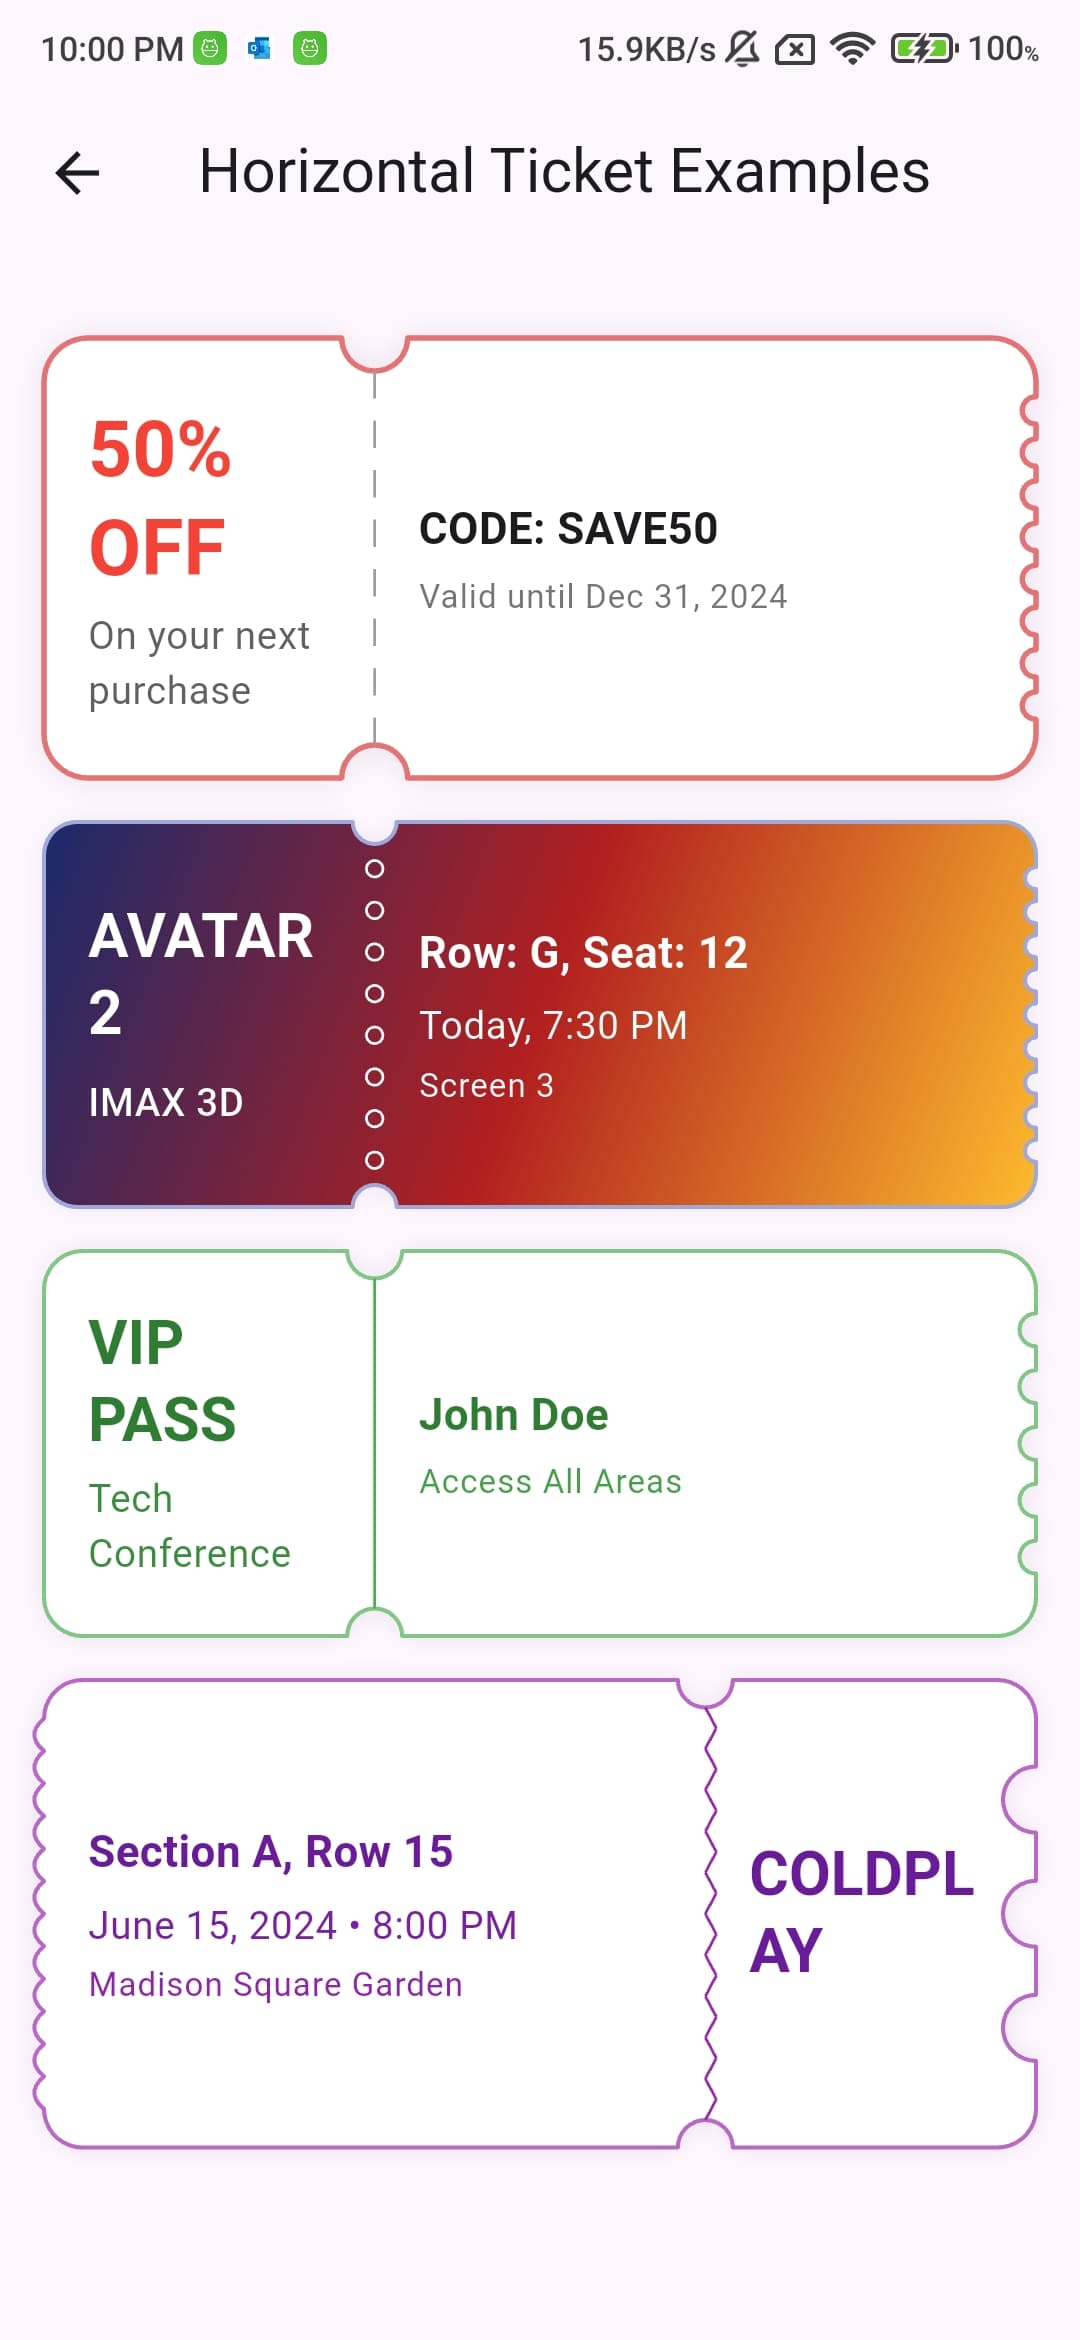 10:00 PM 15.9KB/s 100%
Horizontal Ticket Examples
50%
OFF
On your next
purchase
CODE: SAVE50
Valid until Dec 31, 2024
AVATAR
2
IMAX 3D
Row: G, Seat: 12
Today, 7:30 PM
Screen 3
VIP
PASS
Tech
Conference
John Doe
Access All Areas
Section A, Row 15
June 15, 2024 • 8:00 PM
Madison Square Garden
COLDPL
AY